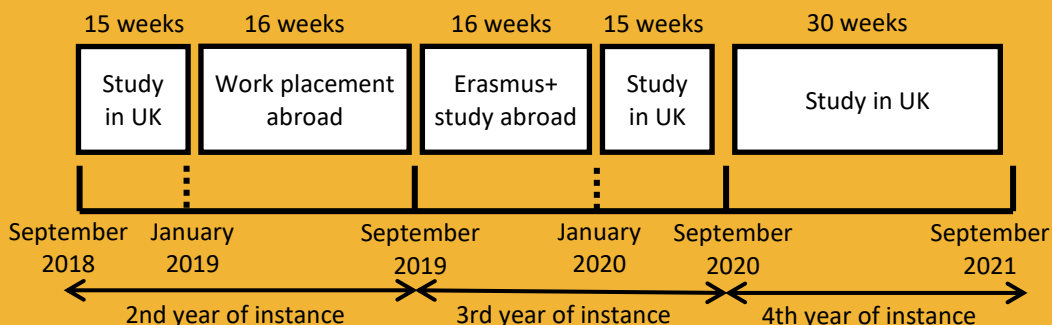 15 weeks
16 weeks
16 weeks
15 weeks
30 weeks
Study
in UK
Work placement
abroad
Erasmus+
study abroad
Study
in UK
Study in UK
September
2018
January
2019
September
2019
January
2020
September
2020
September
2021
2nd year of instance
3rd year of instance
4th year of instance